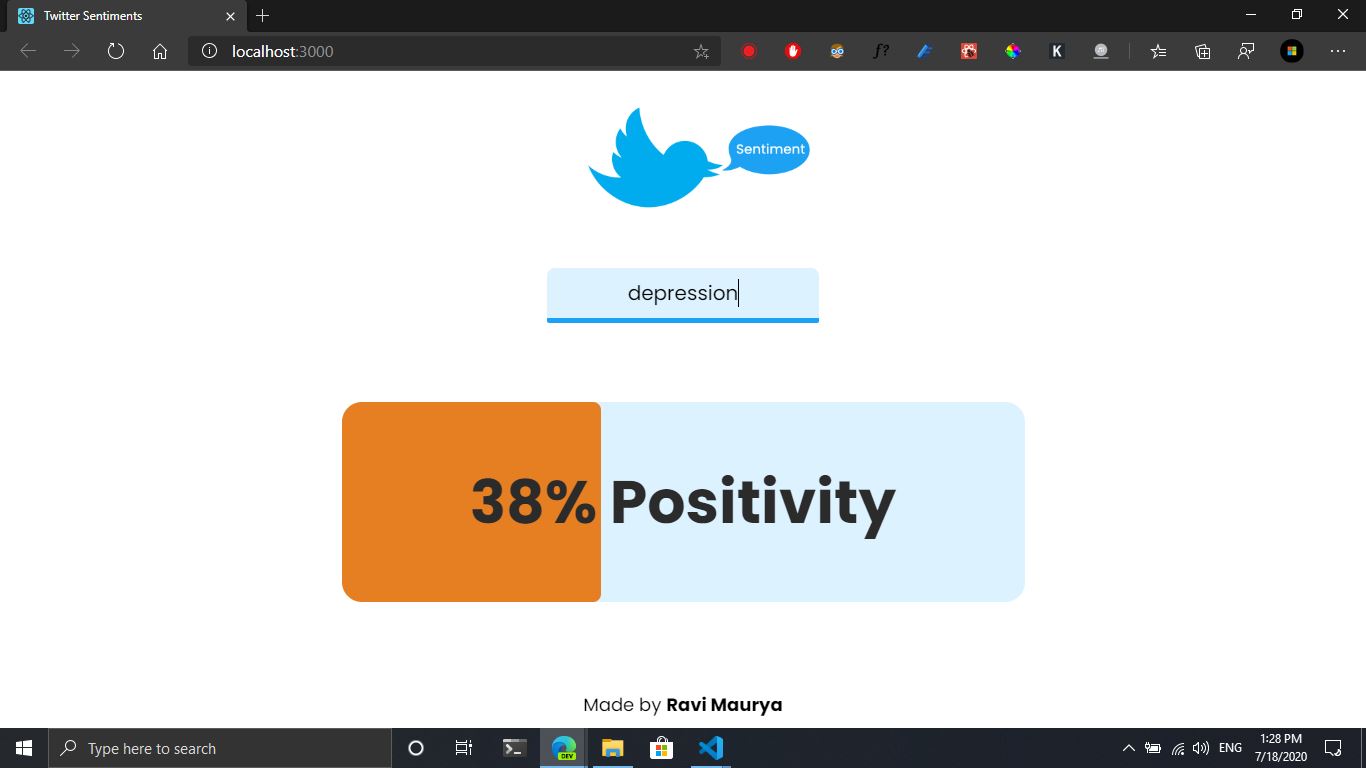 Twitter Sentiments
localhost:3000
f?
K
Sentiment
depression
38% Positivity
Made by Ravi Maurya
Type here to search
DEV
ENG
1:28 PM
7/18/2020